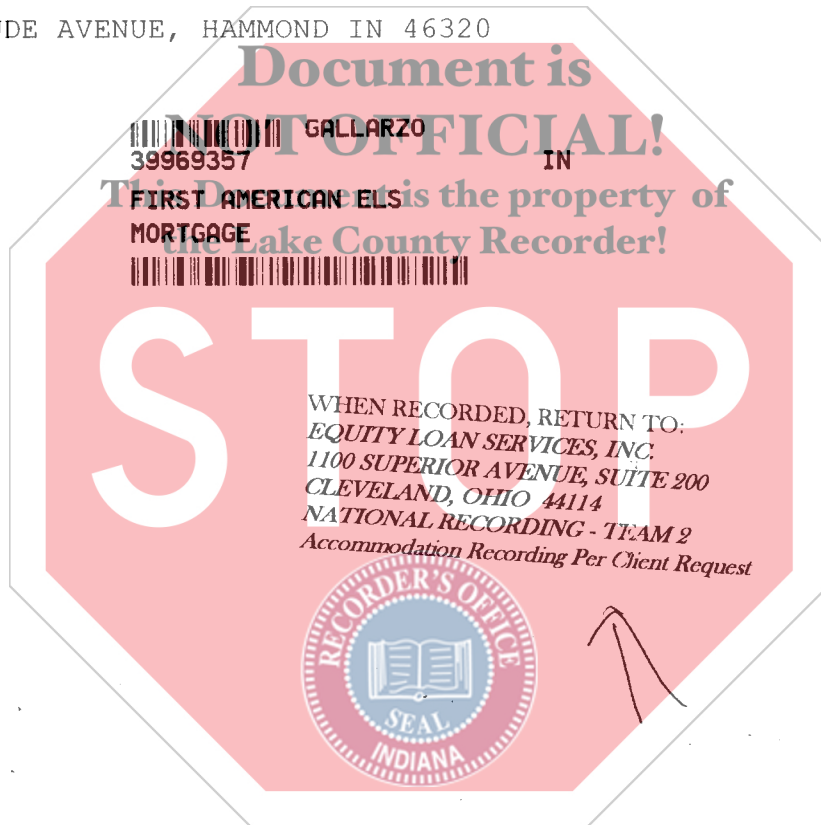 AVENUE, HAMMOND IN 46320
Document is
NOT OFFICIAL!
GALLARZO
39969357 IN
This Document is the property of
FIRST AMERICAN ELS
the Lake County Recorder!
MORTGAGE
STOP
WHEN RECORDED, RETURN TO:
EQUITY LOAN SERVICES, INC.
1100 SUPERIOR AVENUE, SUITE 200
CLEVELAND, OHIO 44114
NATIONAL RECORDING - TEAM 2
Accommodation Recording Per Client Request
RECORDER'S OFFICE
SEAL
INDIANA